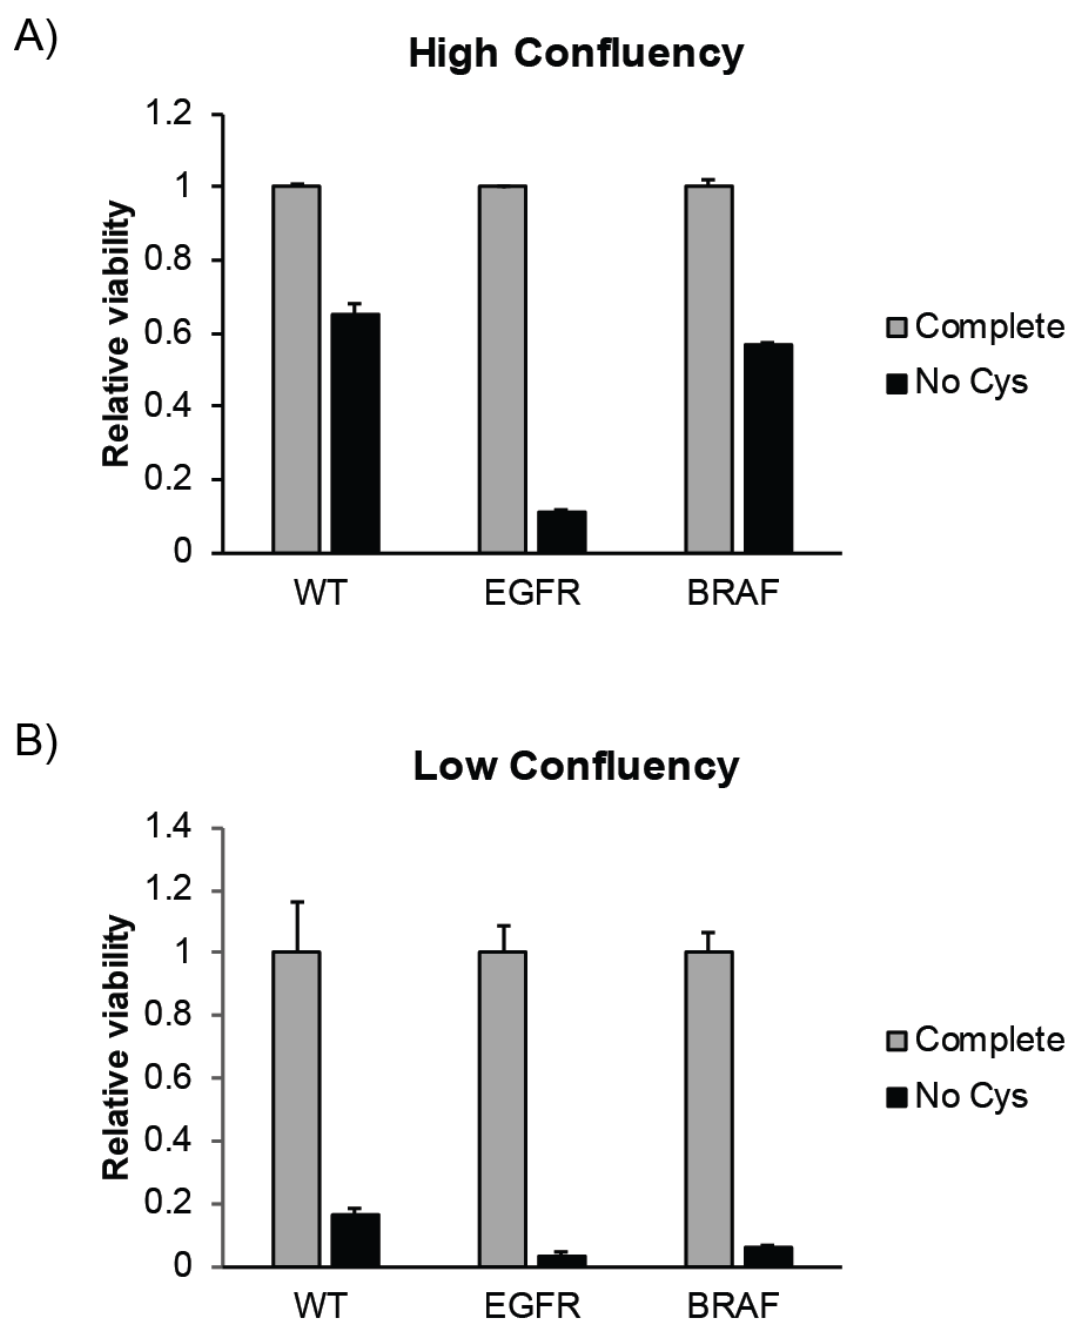 A)
High Confluency
Relative viability
1.2
1
0.8
0.6
0.4
0.2
0
WT EGFR BRAF
Complete
No Cys
B)
Low Confluency
Relative viability
1.4
1.2
1
0.8
0.6
0.4
0.2
0
WT EGFR BRAF
Complete
No Cys